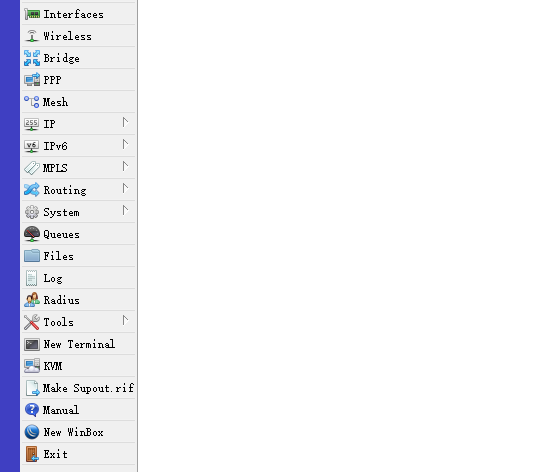 Interfaces
Wireless
Bridge
PPP
Mesh
IP
IPv6
MPLS
Routing
System
Queues
Files
Log
Radius
Tools
New Terminal
KVM
Make Supout.rif
Manual
New WinBox
Exit